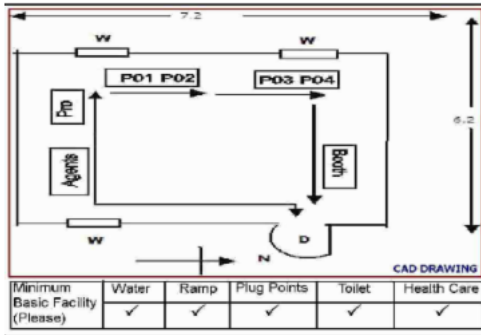 7.2
W
W
P01 P02
P03 P04
Pro
6.2
Agents
Booth
W
D
N
CAD DRAWING
Minimum Basic Facility (Please)
Water
Ramp
Plug Points
Toilet
Health Care
✓
✓
✓
✓
✓